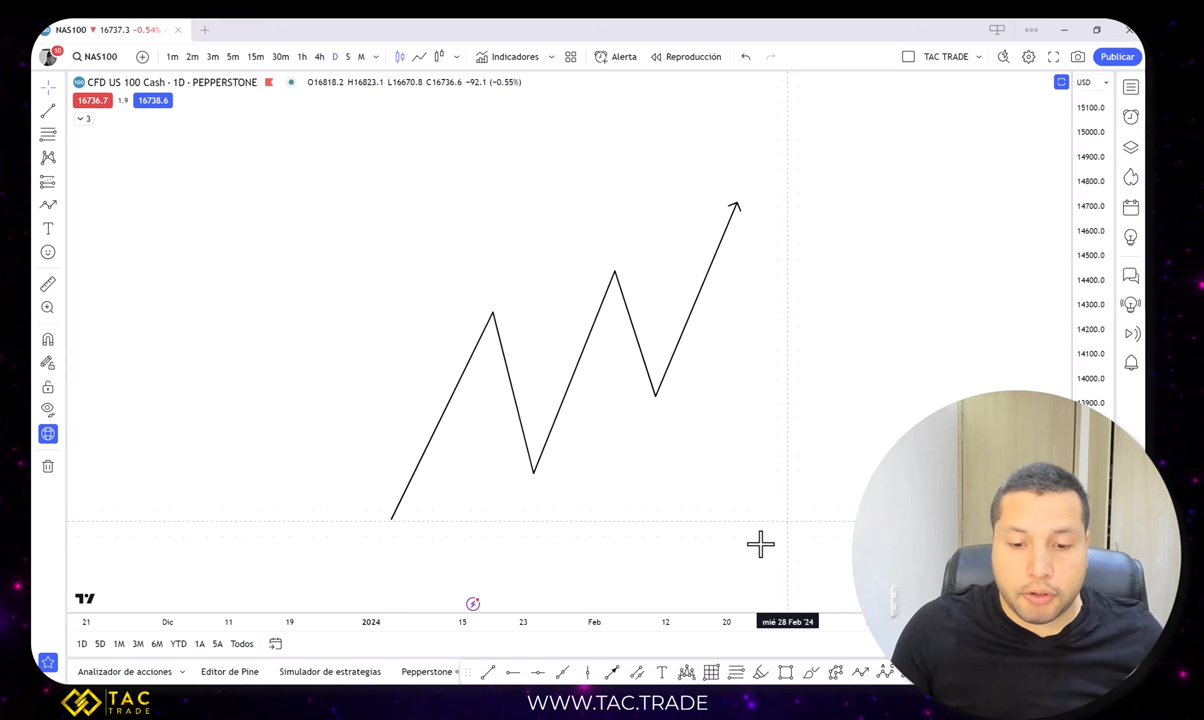 NAS100 ▼ 16737.3 −0.54% /
10
NAS100
1m 2m 3m 5m 15m 30m 1h 4h D S M
Indicadores
Alerta
Reproducción
TAC TRADE
Publicar
100 CFD US 100 Cash · 1D · PEPPERSTONE
O16818.2 H16823.1 L16670.8 C16736.6 −92.1 (−0.55%)
USD
16736.7 1.9 16738.6
3
15100.0
15000.0
14900.0
14800.0
14700.0
14600.0
14500.0
14400.0
14300.0
14200.0
14100.0
14000.0
13900.0
21 Dic 11 19 2024 15 23 Feb 12 20 mié 28 Feb '24
1D 5D 1M 3M 6M YTD 1A 5A Todos
Analizador de acciones
Editor de Pine
Simulador de estrategias
Pepperstone
TAC
TRADE
WWW.TAC.TRADE